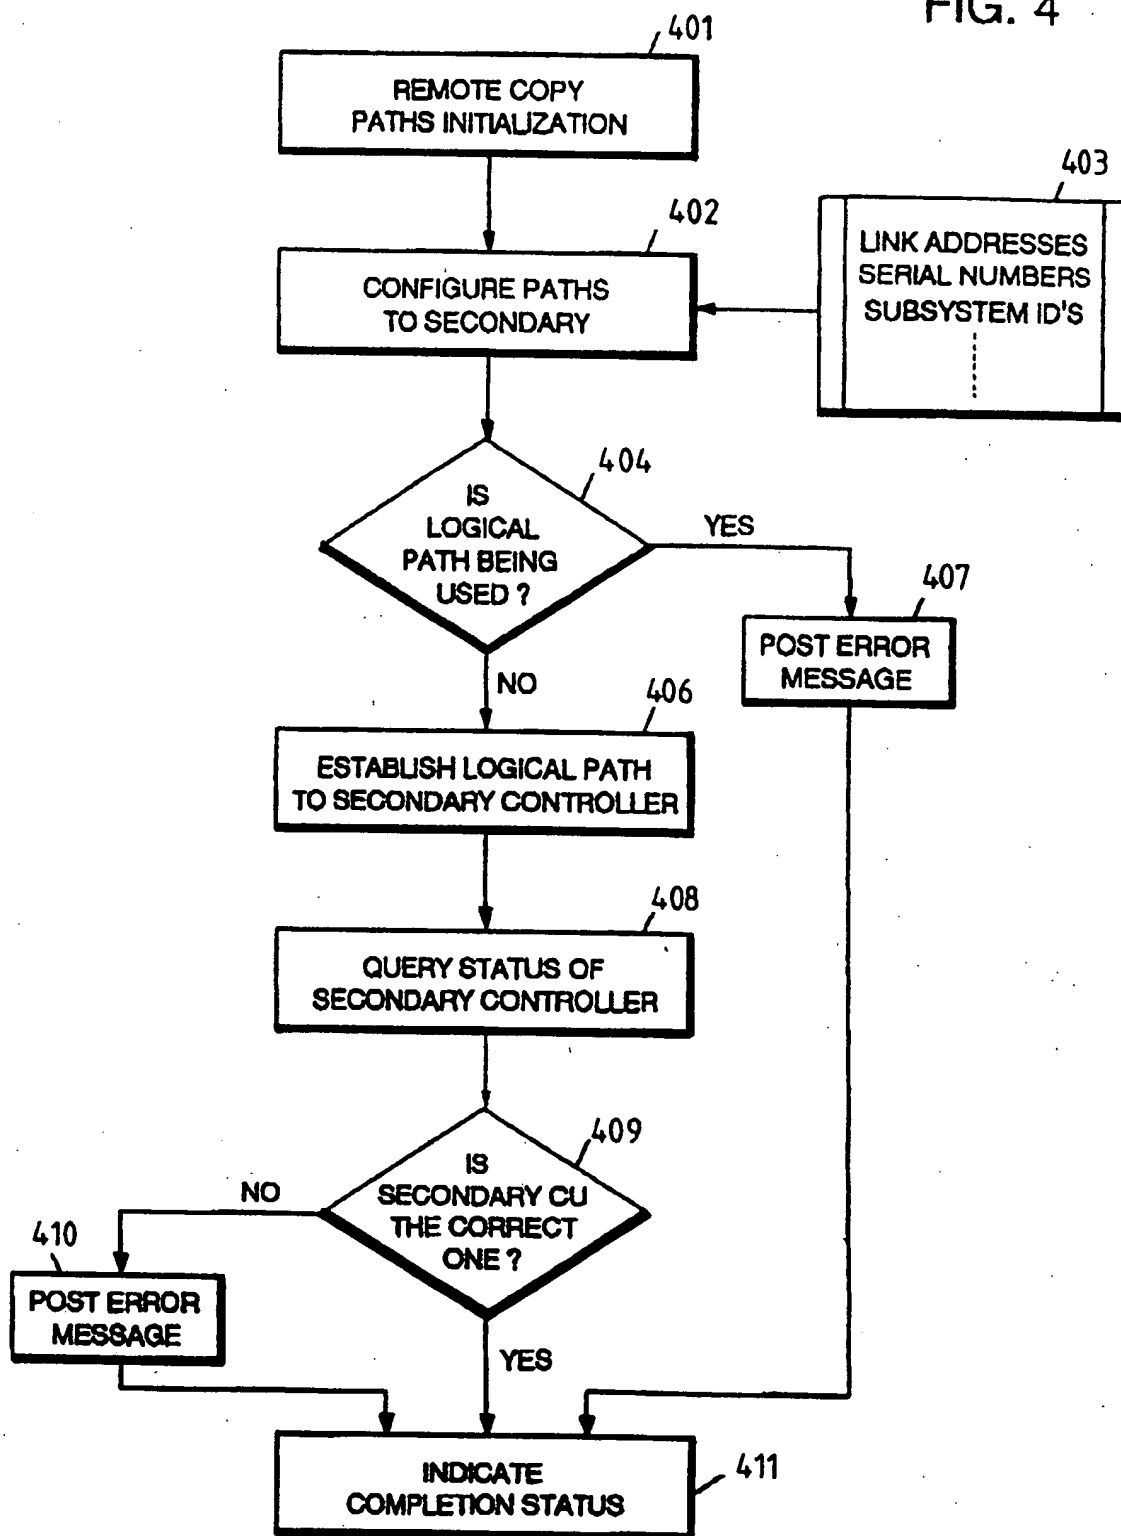 FIG. 4
401
REMOTE COPY
PATHS INITIALIZATION
402
CONFIGURE PATHS
TO SECONDARY
403
LINK ADDRESSES
SERIAL NUMBERS
SUBSYSTEM ID'S
404
IS
LOGICAL
PATH BEING
USED ?
YES
407
POST ERROR
MESSAGE
NO
406
ESTABLISH LOGICAL PATH
TO SECONDARY CONTROLLER
408
QUERY STATUS OF
SECONDARY CONTROLLER
409
IS
SECONDARY CU
THE CORRECT
ONE ?
NO
410
POST ERROR
MESSAGE
YES
INDICATE
COMPLETION STATUS
411